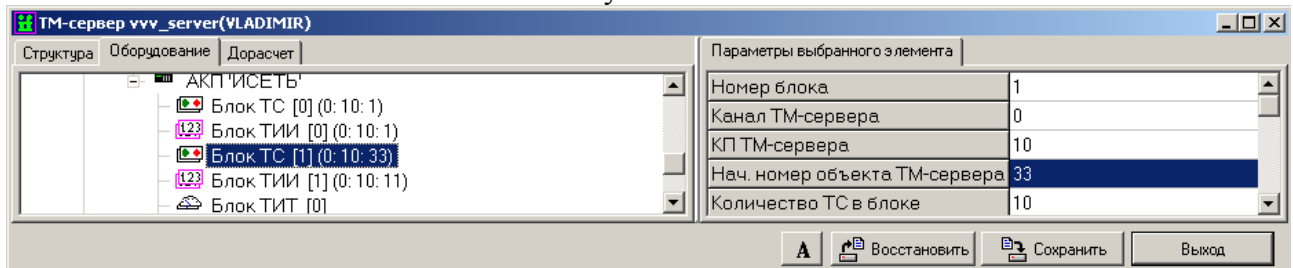 ТМ-сервер vvv_server(VLADIMIR)
Структура Оборудование Дорасчет
Параметры выбранного элемента
АКП 'ИСЕТЬ'
Блок ТС [0] (0: 10: 1)
Блок ТИИ [0] (0: 10: 1)
Блок ТС [1] (0: 10: 33)
Блок ТИИ [1] (0: 10: 11)
Блок ТИТ [0]
Номер блока 1
Канал ТМ-сервера 0
КП ТМ-сервера 10
Нач. номер объекта ТМ-сервера 33
Количество ТС в блоке 10
А Восстановить Сохранить Выход